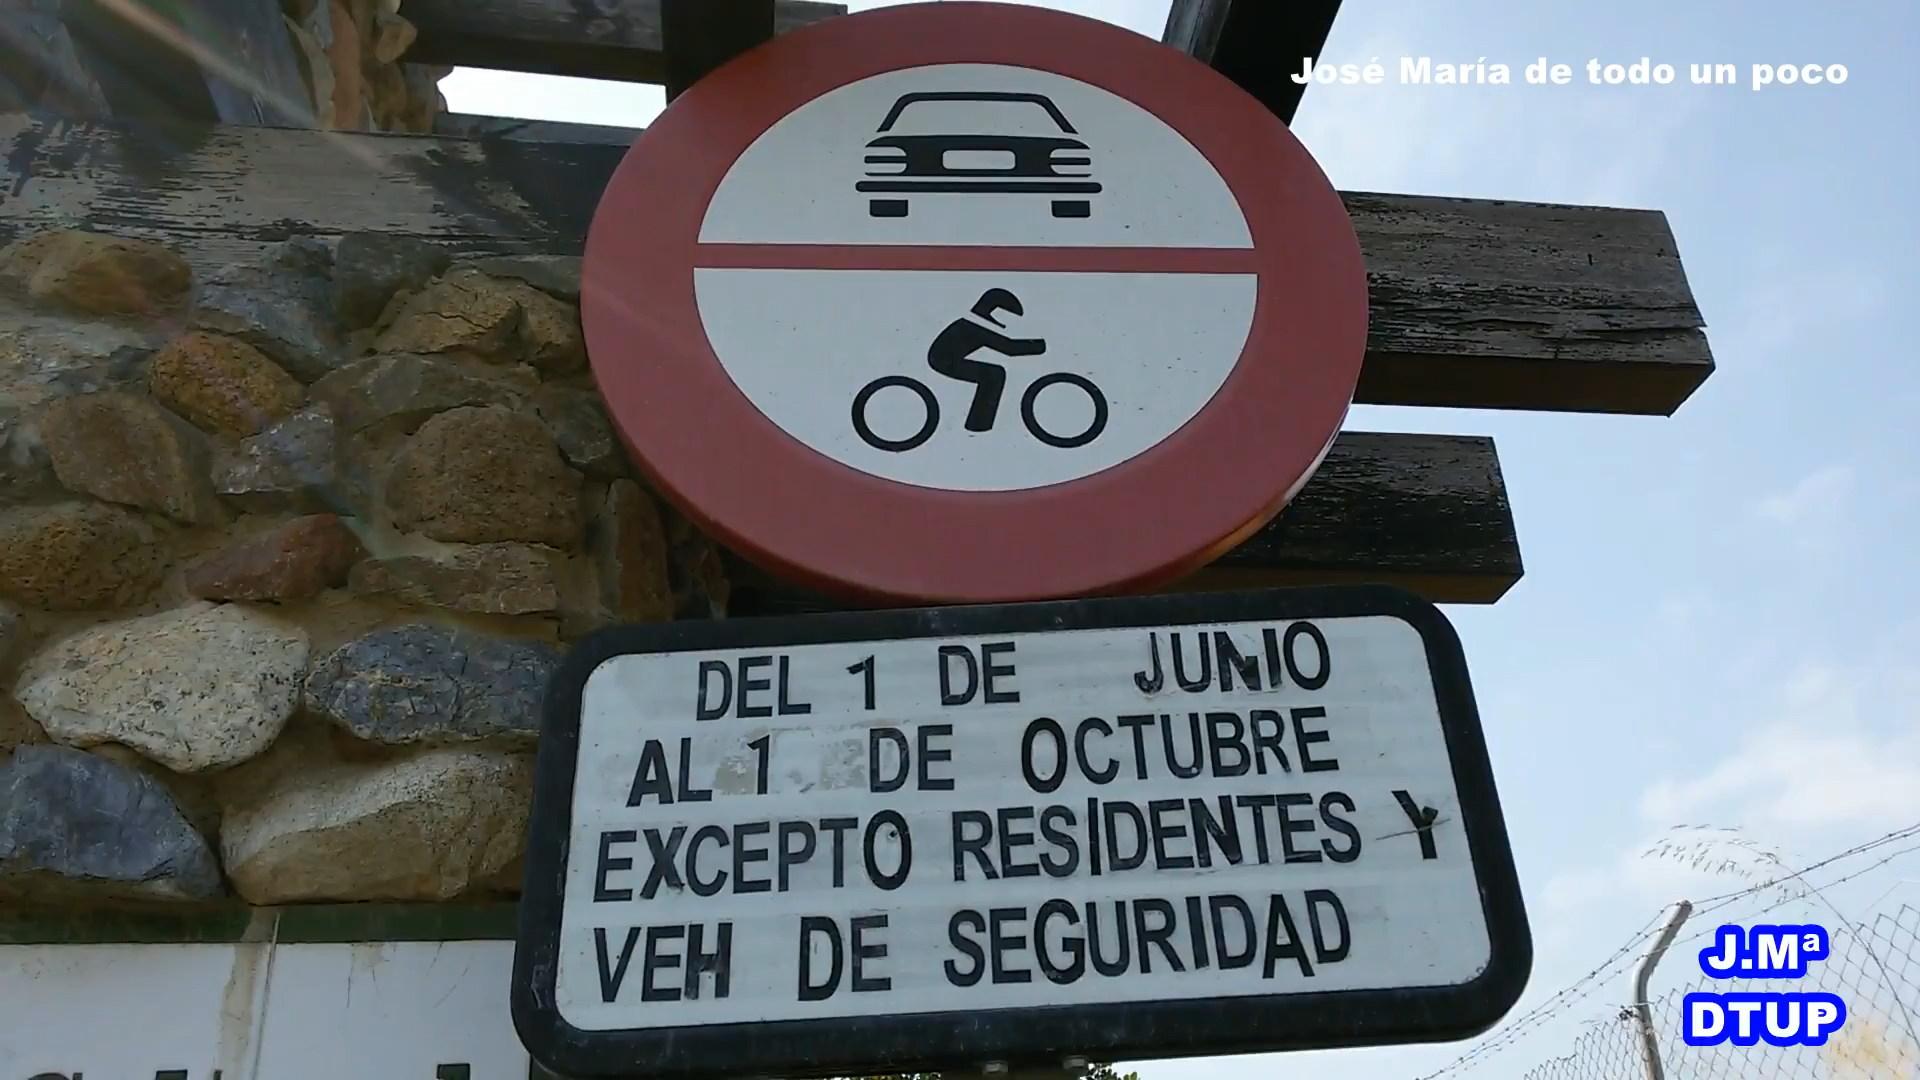 José María de todo un poco
DEL 1 DE JUNIO
AL 1 DE OCTUBRE
EXCEPTO RESIDENTES Y
VEH DE SEGURIDAD
J.Mª
DTUP